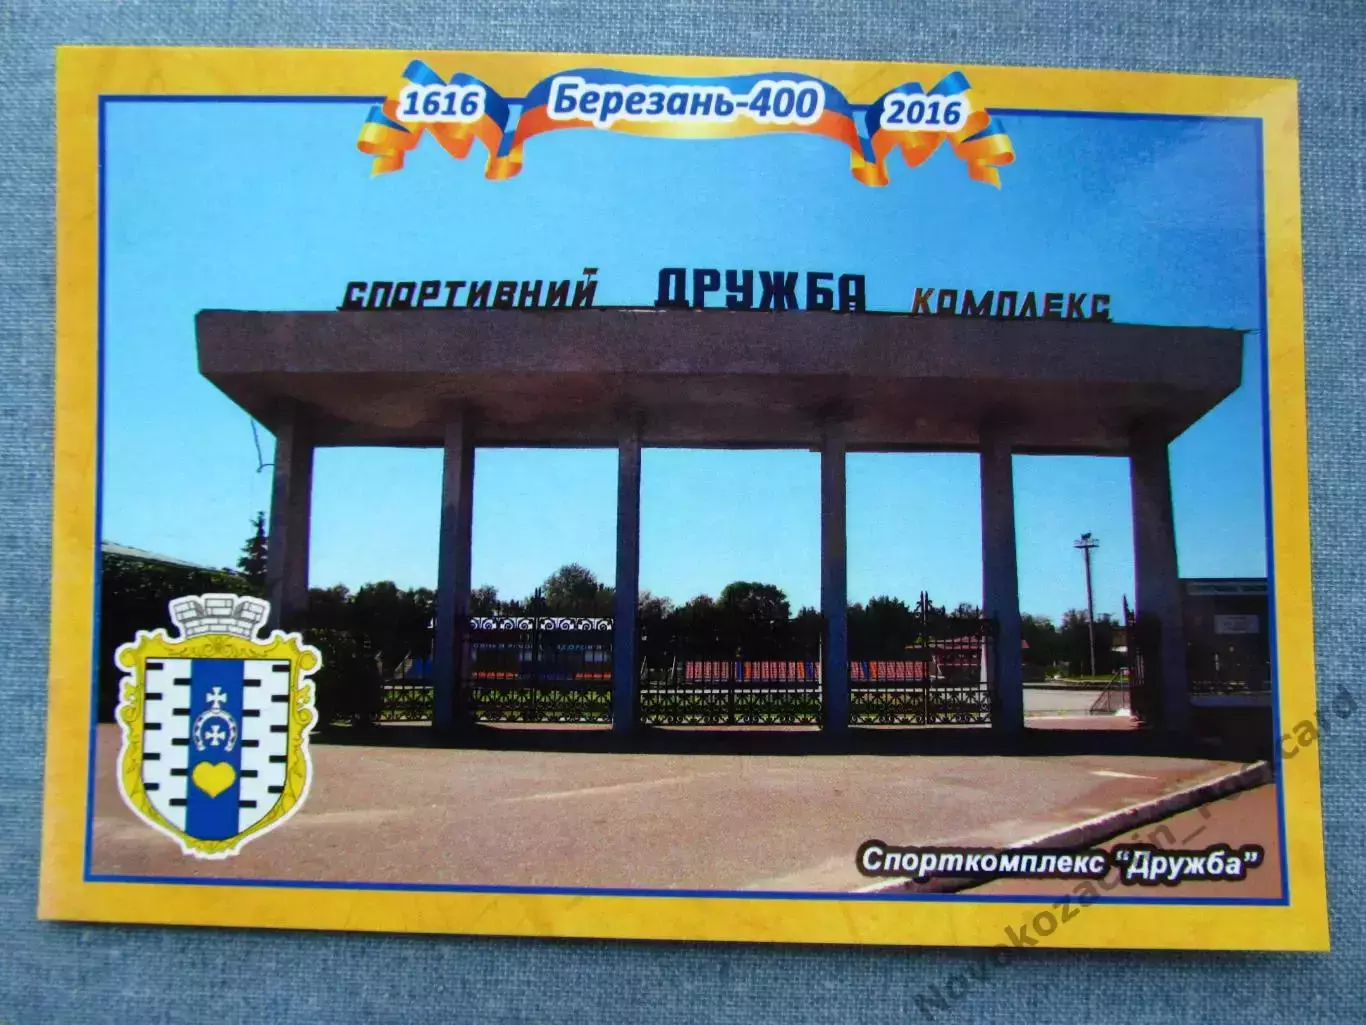 1616 Березань-400 2016
СПОРТИВНИЙ ДРУЖБА КОМПЛЕКС
Спорткомплекс “Дружба”